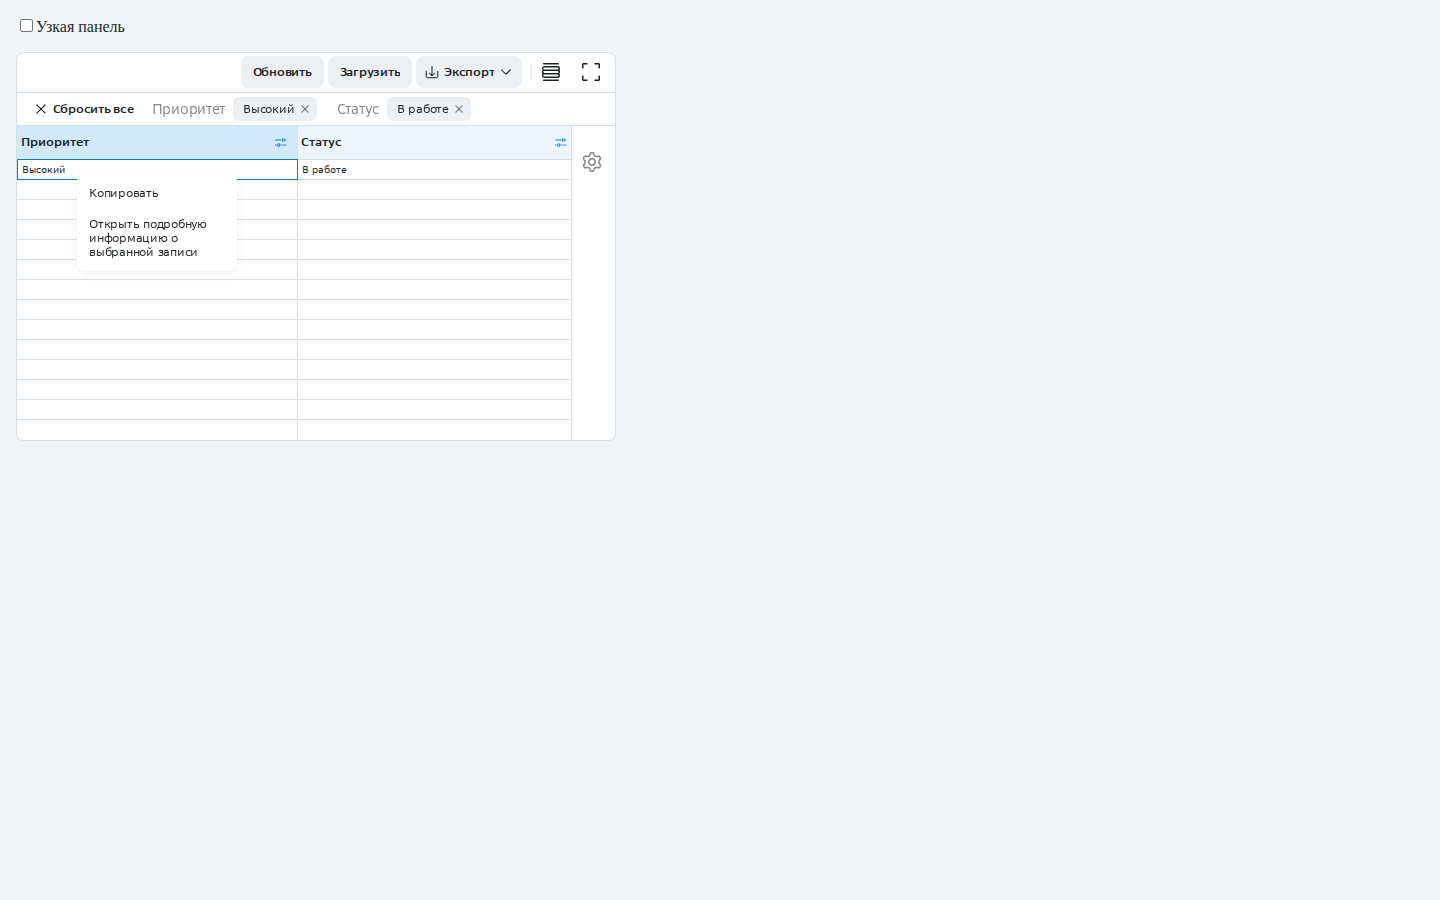 Узкая панель
Обновить Загрузить Экспорт
Сбросить все Приоритет Высокий Статус В работе
Приоритет Статус
Высокий В работе
Копировать
Открыть подробную
информацию о
выбранной записи